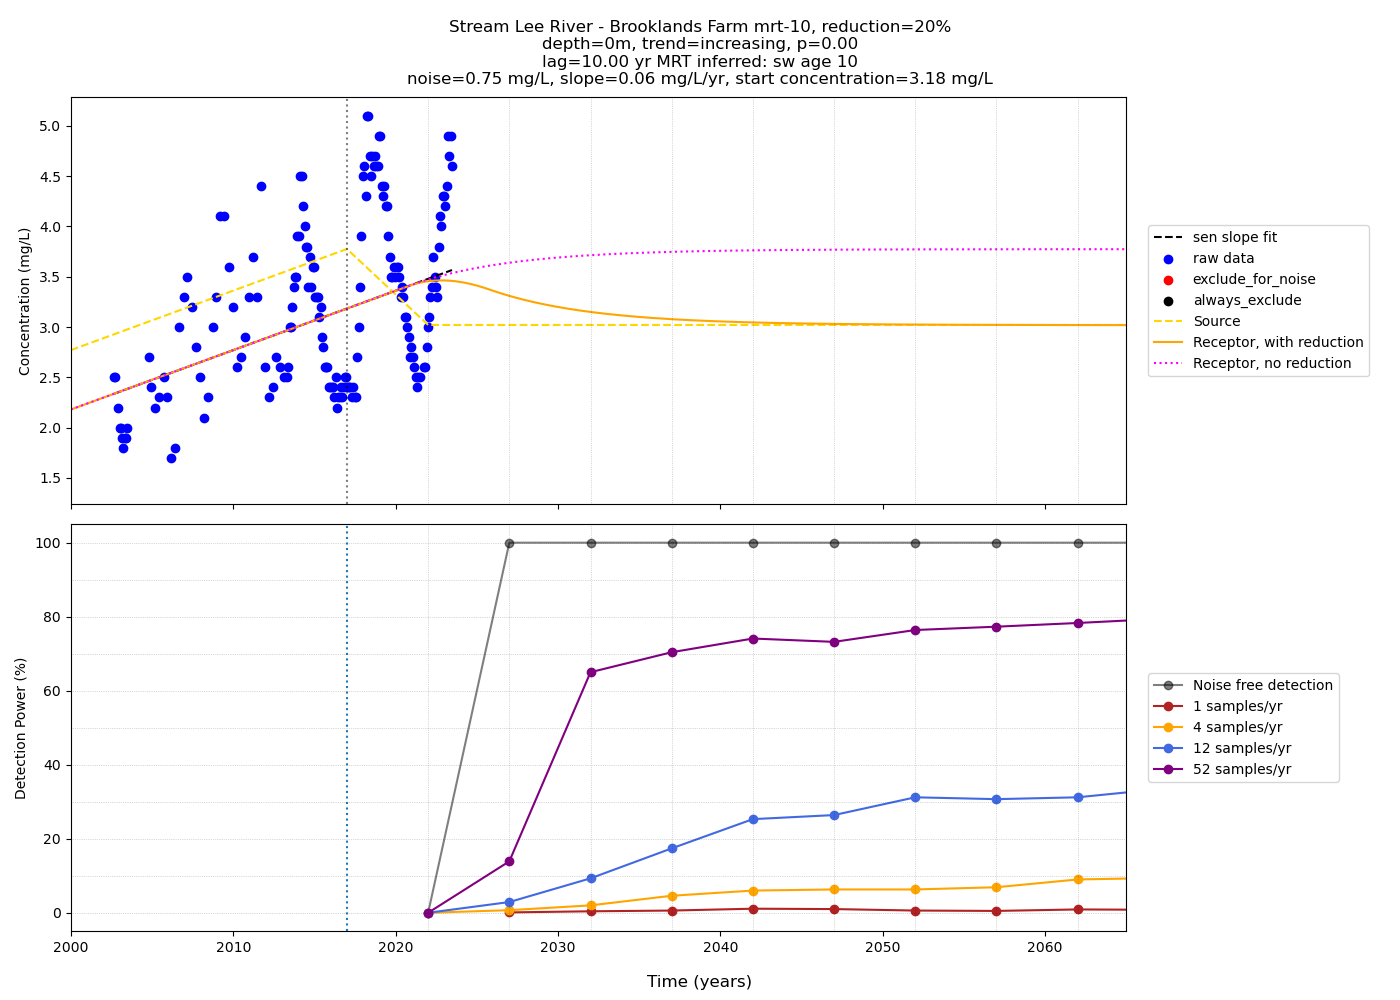 Stream Lee River - Brooklands Farm mrt-10, reduction=20%
depth=0m, trend=increasing, p=0.00
lag=10.00 yr MRT inferred: sw age 10
noise=0.75 mg/L, slope=0.06 mg/L/yr, start concentration=3.18 mg/L
Concentration (mg/L)
5.0
4.5
4.0
3.5
3.0
2.5
2.0
1.5
sen slope fit
raw data
exclude_for_noise
always_exclude
Source
Receptor, with reduction
Receptor, no reduction
Detection Power (%)
100
80
60
40
20
0
Noise free detection
1 samples/yr
4 samples/yr
12 samples/yr
52 samples/yr
2000 2010 2020 2030 2040 2050 2060
Time (years)